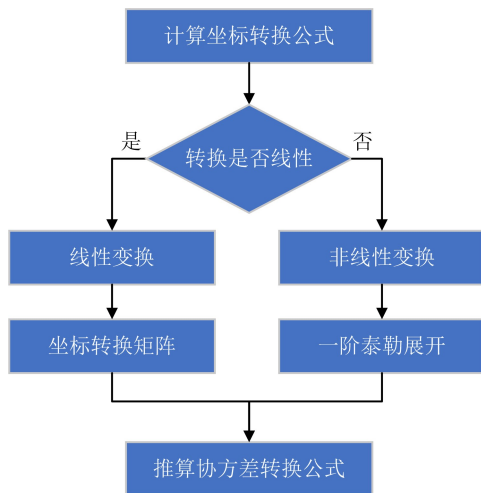 计算坐标转换公式
是
否
转换是否线性
线性变换
非线性变换
坐标转换矩阵
一阶泰勒展开
推算协方差转换公式